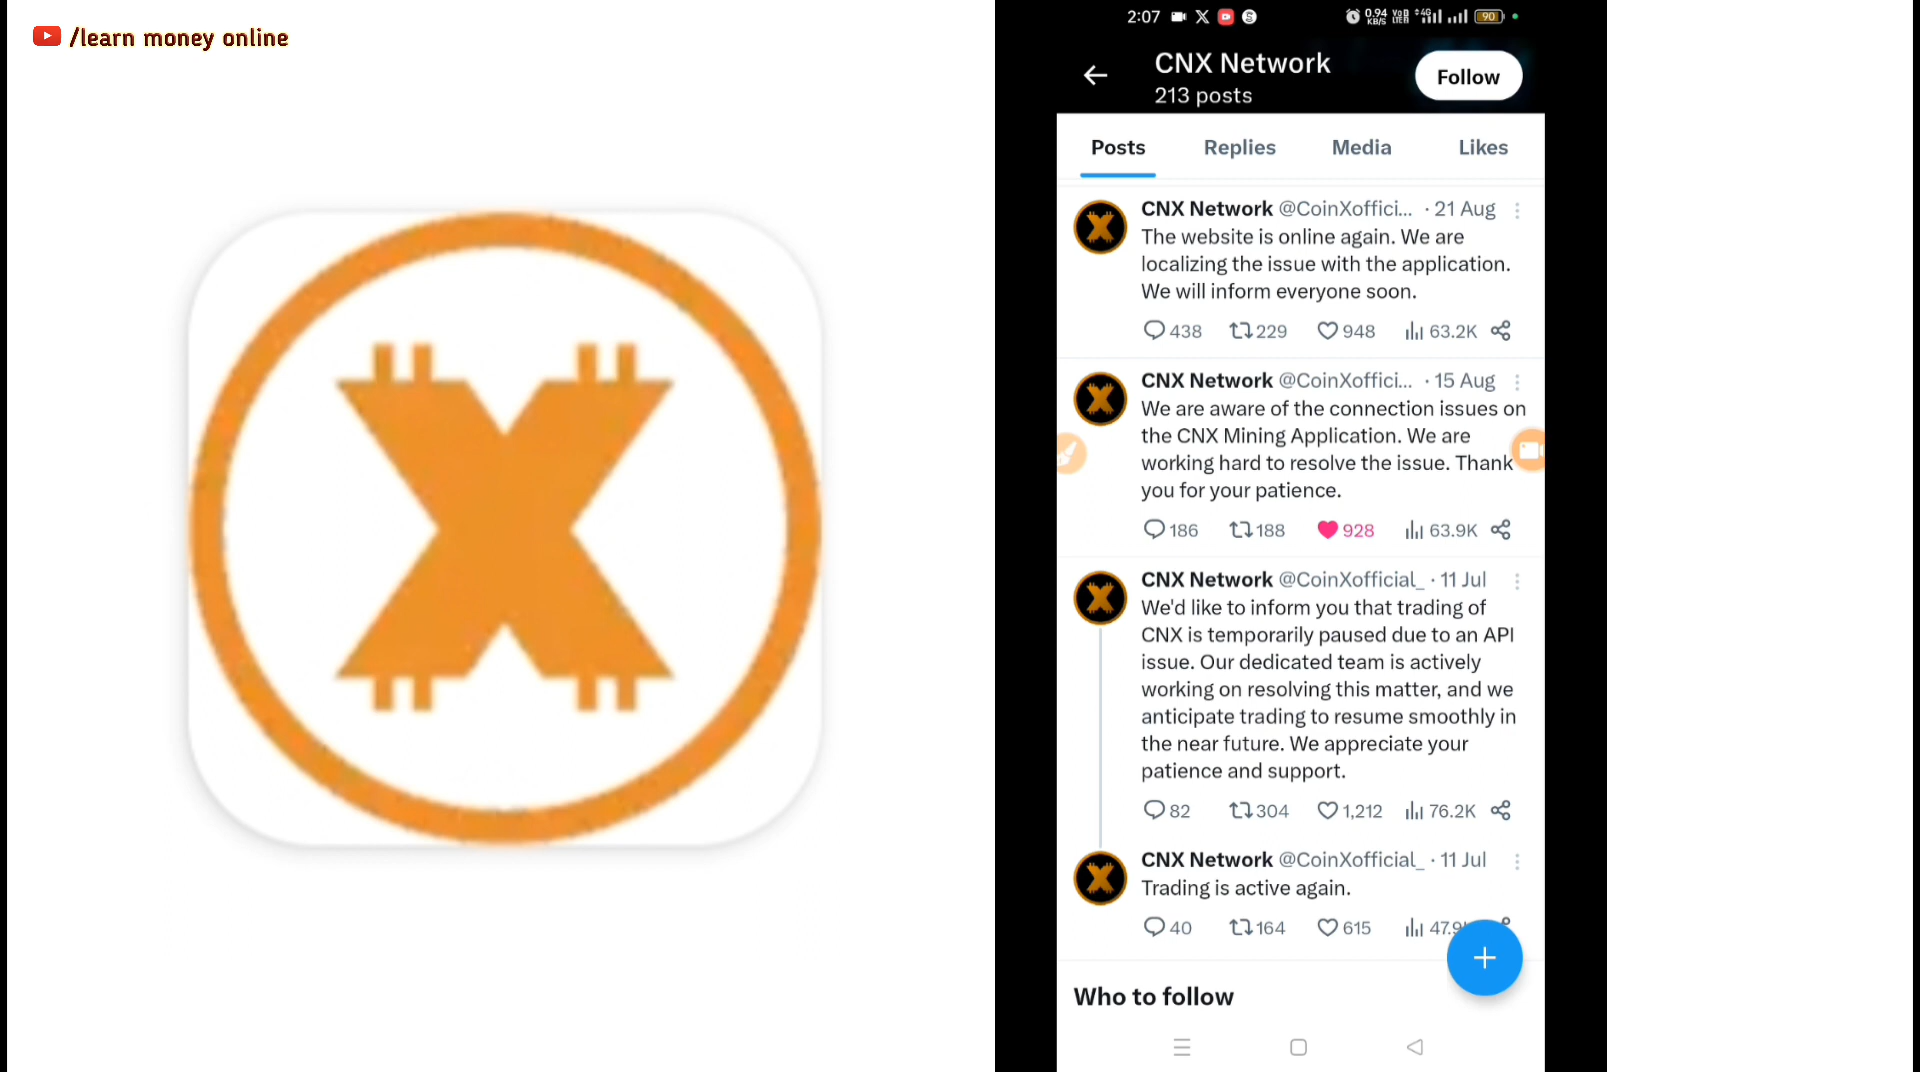 /learn money online
2:07
0.94 KB/S
4G
90
CNX Network
213 posts
Follow
Posts
Replies
Media
Likes
CNX Network @CoinXoffici... · 21 Aug
The website is online again. We are
localizing the issue with the application.
We will inform everyone soon.
438 229 948 63.2K
CNX Network @CoinXoffici... · 15 Aug
We are aware of the connection issues on
the CNX Mining Application. We are
working hard to resolve the issue. Thank
you for your patience.
186 188 928 63.9K
CNX Network @CoinXofficial_ · 11 Jul
We'd like to inform you that trading of
CNX is temporarily paused due to an API
issue. Our dedicated team is actively
working on resolving this matter, and we
anticipate trading to resume smoothly in
the near future. We appreciate your
patience and support.
82 304 1,212 76.2K
CNX Network @CoinXofficial_ · 11 Jul
Trading is active again.
40 164 615
Who to follow